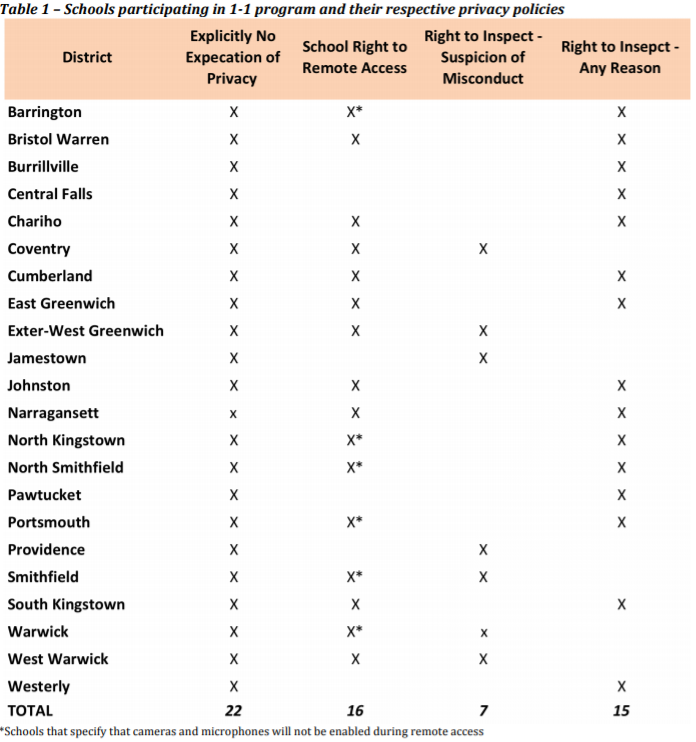 Table 1 – Schools participating in 1-1 program and their respective privacy policies
District Explicitly No Expecation of Privacy School Right to Remote Access Right to Inspect - Suspicion of Misconduct Right to Insepct - Any Reason
Barrington X X* X
Bristol Warren X X X
Burrillville X X
Central Falls X X
Chariho X X X
Coventry X X X
Cumberland X X X
East Greenwich X X X
Exter-West Greenwich X X X
Jamestown X X
Johnston X X X
Narragansett x X X
North Kingstown X X* X
North Smithfield X X* X
Pawtucket X X
Portsmouth X X* X
Providence X X
Smithfield X X* X
South Kingstown X X X
Warwick X X* x
West Warwick X X X
Westerly X X
TOTAL 22 16 7 15
*Schools that specify that cameras and microphones will not be enabled during remote access